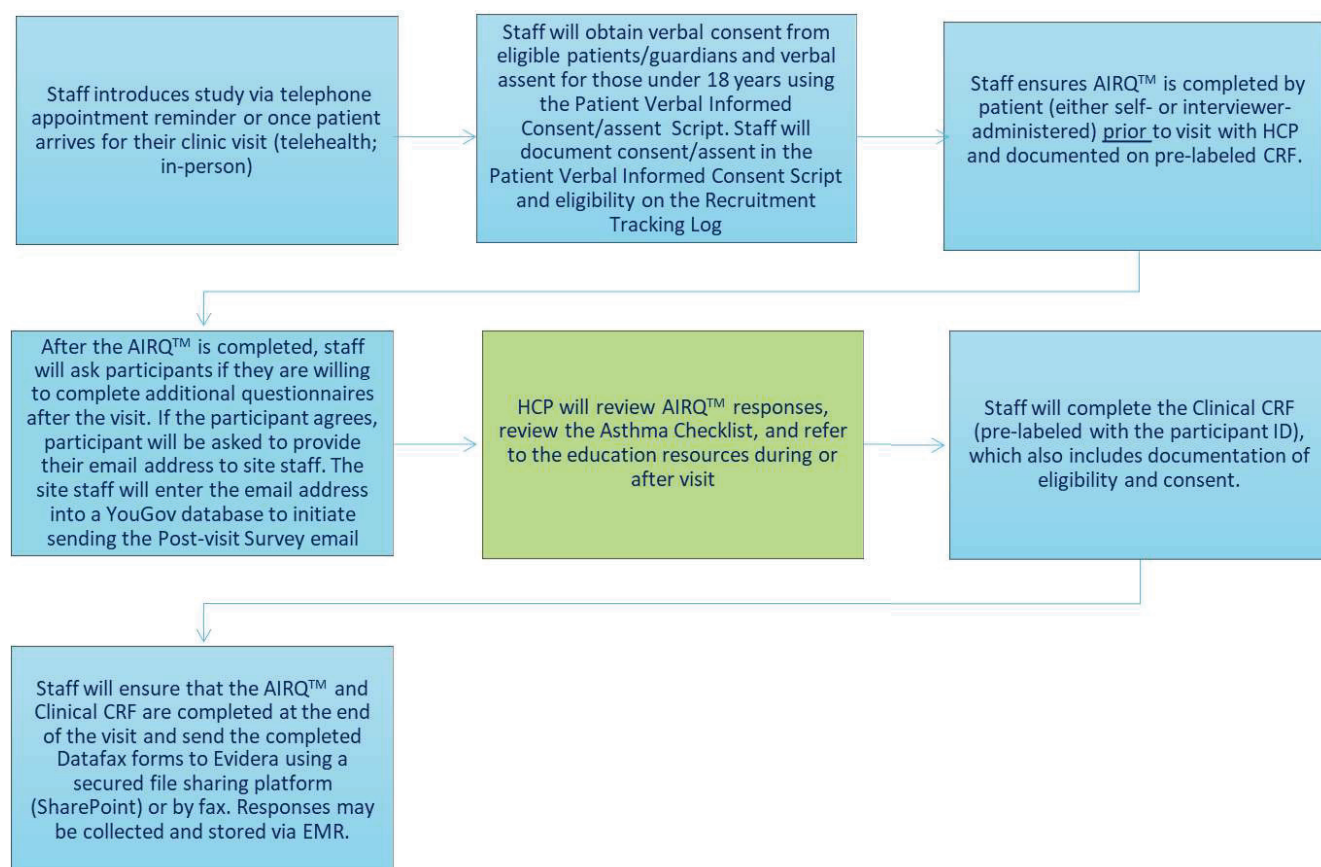 Staff introduces study via telephone
appointment reminder or once patient
arrives for their clinic visit (telehealth;
in-person)
Staff will obtain verbal consent from
eligible patients/guardians and verbal
assent for those under 18 years using
the Patient Verbal Informed
Consent/assent Script. Staff will
document consent/assent in the
Patient Verbal Informed Consent Script
and eligibility on the Recruitment
Tracking Log
Staff ensures AIRQ™ is completed by
patient (either self- or interviewer-
administered) prior to visit with HCP
and documented on pre-labeled CRF.
After the AIRQ™ is completed, staff
will ask participants if they are willing
to complete additional questionnaires
after the visit. If the participant agrees,
participant will be asked to provide
their email address to site staff. The
site staff will enter the email address
into a YouGov database to initiate
sending the Post-visit Survey email
HCP will review AIRQ™ responses,
review the Asthma Checklist, and refer
to the education resources during or
after visit
Staff will complete the Clinical CRF
(pre-labeled with the participant ID),
which also includes documentation of
eligibility and consent.
Staff will ensure that the AIRQ™ and
Clinical CRF are completed at the end
of the visit and send the completed
Datafax forms to Evidera using a
secured file sharing platform
(SharePoint) or by fax. Responses may
be collected and stored via EMR.